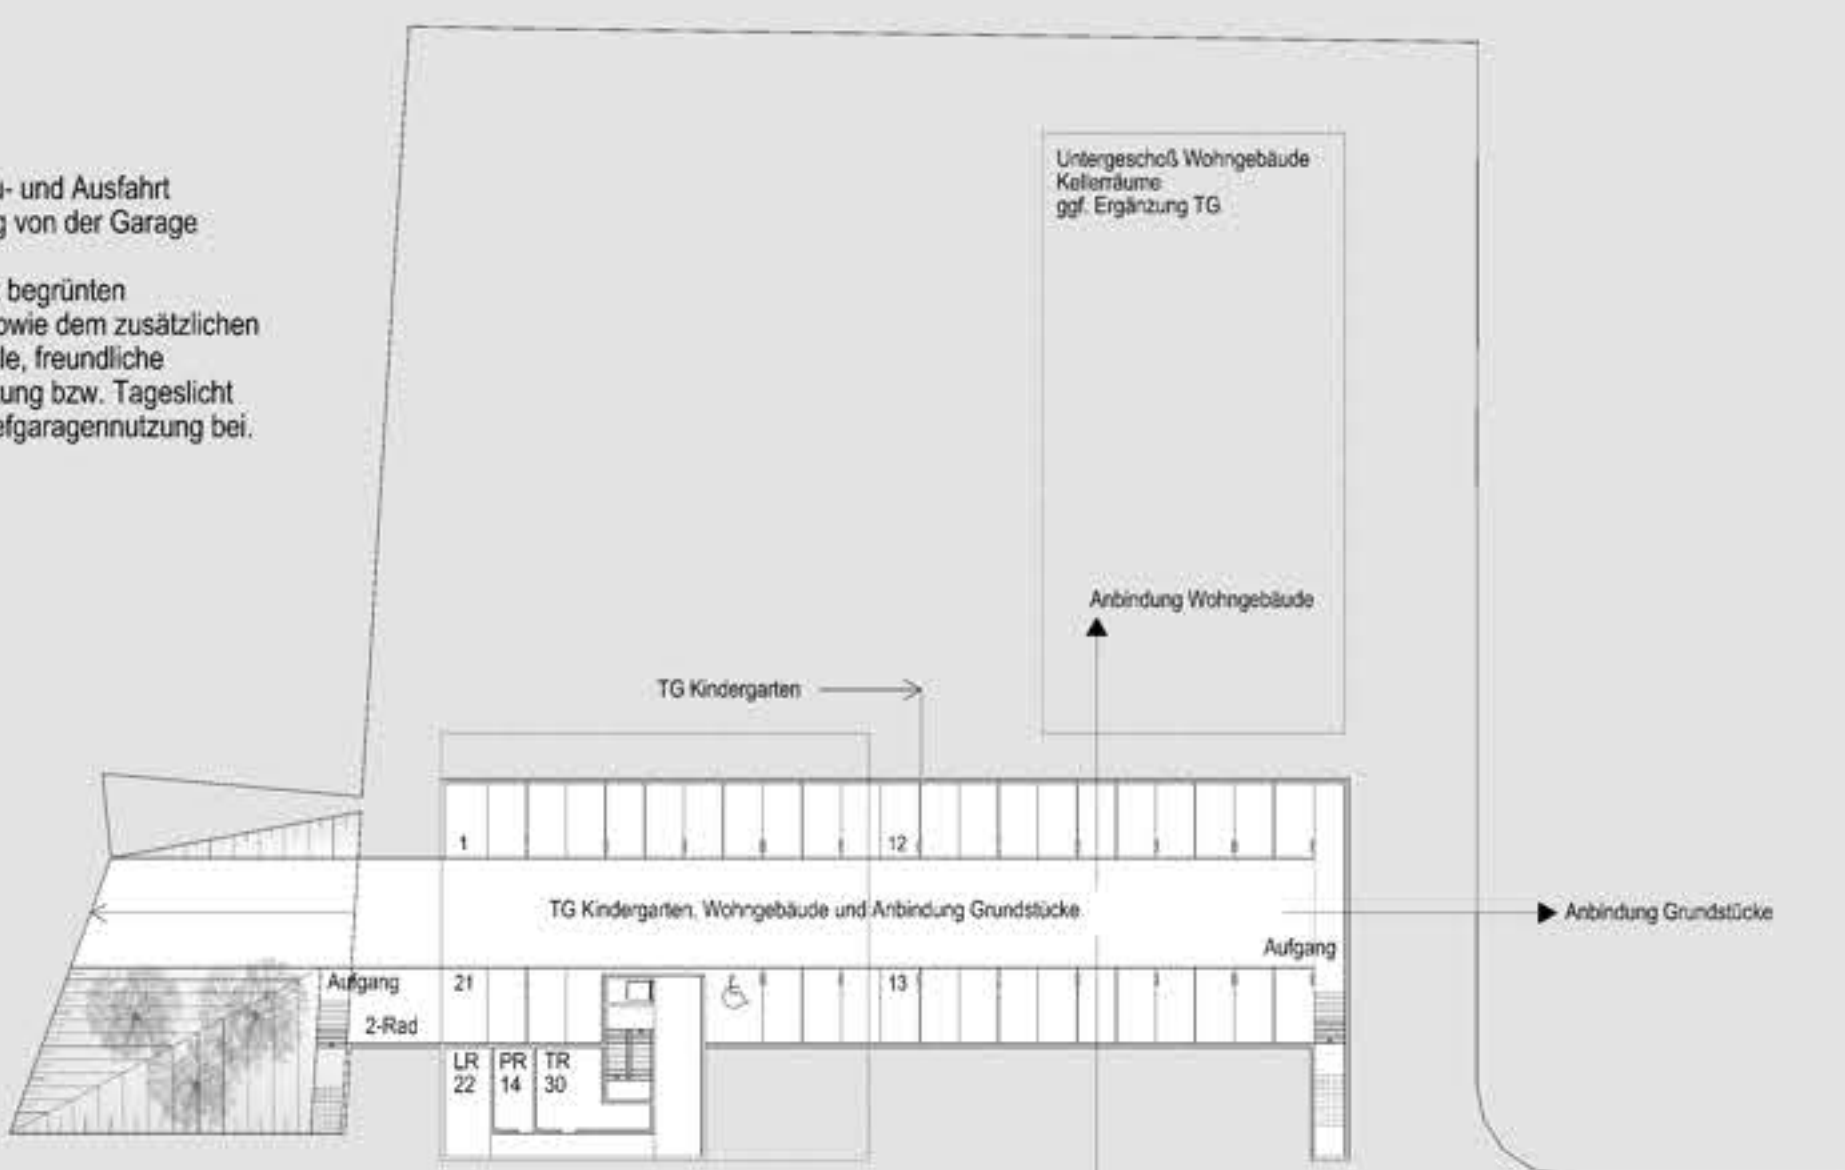 u- und Ausfahrt
g von der Garage
begrünten
owie dem zusätzlichen
le, freundliche
tung bzw. Tageslicht
efgaragennutzung bei.
Untergeschoß Wohngebäude
Kellerräume
ggf. Ergänzung TG
Anbindung Wohngebäude
TG Kindergarten
1
12
TG Kindergarten, Wohngebäude und Anbindung Grundstücke
Anbindung Grundstücke
Aufgang
Aufgang
21
13
2-Rad
LR PR TR
22 14 30